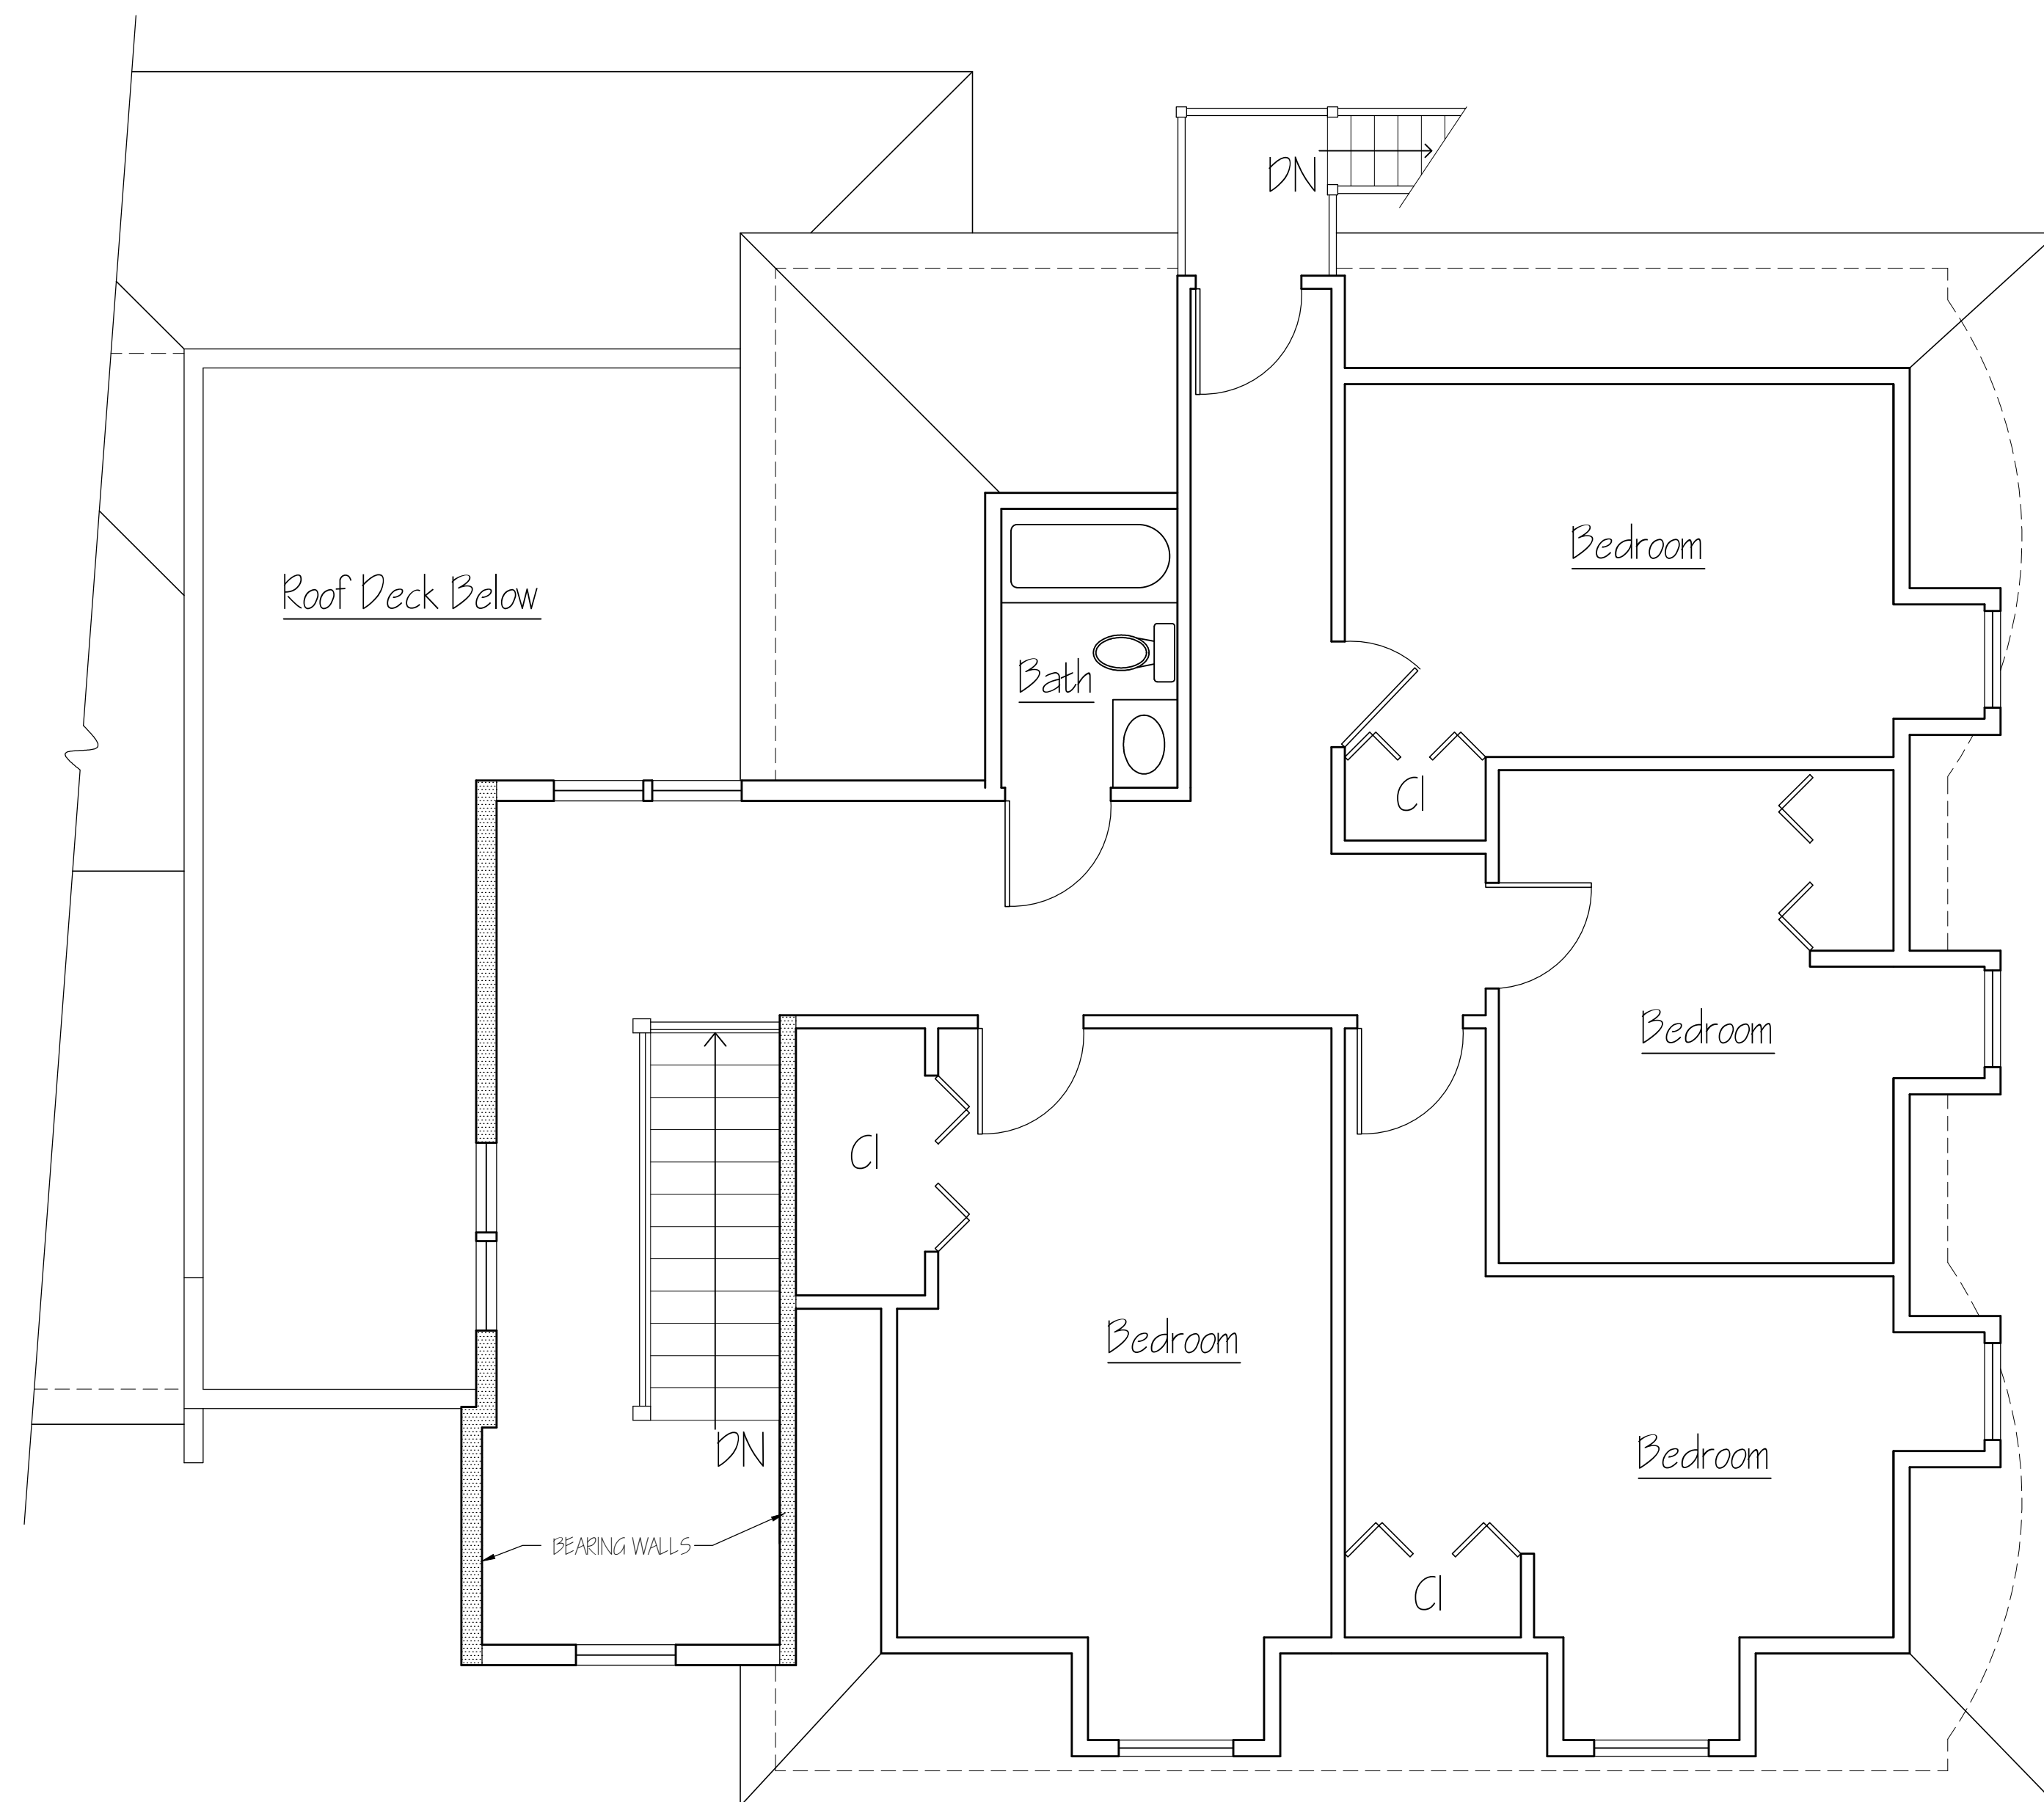 DN
Bedroom
Roof Deck Below
Bath
Cl
Bedroom
Cl
Bedroom
Bedroom
DN
BEARING WALLS
Cl